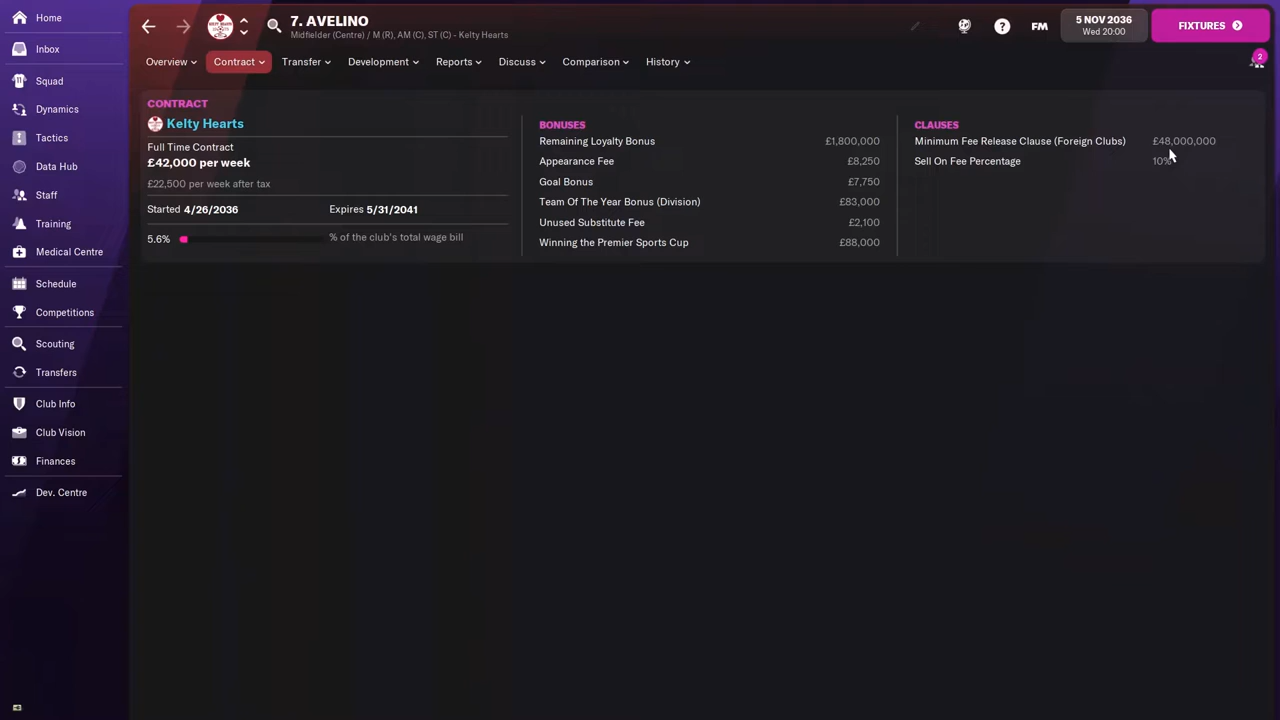 Home
Inbox
Squad
Dynamics
Tactics
Data Hub
Staff
Training
Medical Centre
Schedule
Competitions
Scouting
Transfers
Club Info
Club Vision
Finances
Dev. Centre
7. AVELINO
Midfielder (Centre) / M (R), AM (C), ST (C) - Kelty Hearts
? FM
5 NOV 2036
Wed 20:00
FIXTURES
Overview Contract Transfer Development Reports Discuss Comparison History
2
CONTRACT
Kelty Hearts
Full Time Contract
£42,000 per week
£22,500 per week after tax
Started 4/26/2036 Expires 5/31/2041
5.6% % of the club's total wage bill
BONUSES
Remaining Loyalty Bonus £1,800,000
Appearance Fee £8,250
Goal Bonus £7,750
Team Of The Year Bonus (Division) £83,000
Unused Substitute Fee £2,100
Winning the Premier Sports Cup £88,000
CLAUSES
Minimum Fee Release Clause (Foreign Clubs) £48,000,000
Sell On Fee Percentage 10%